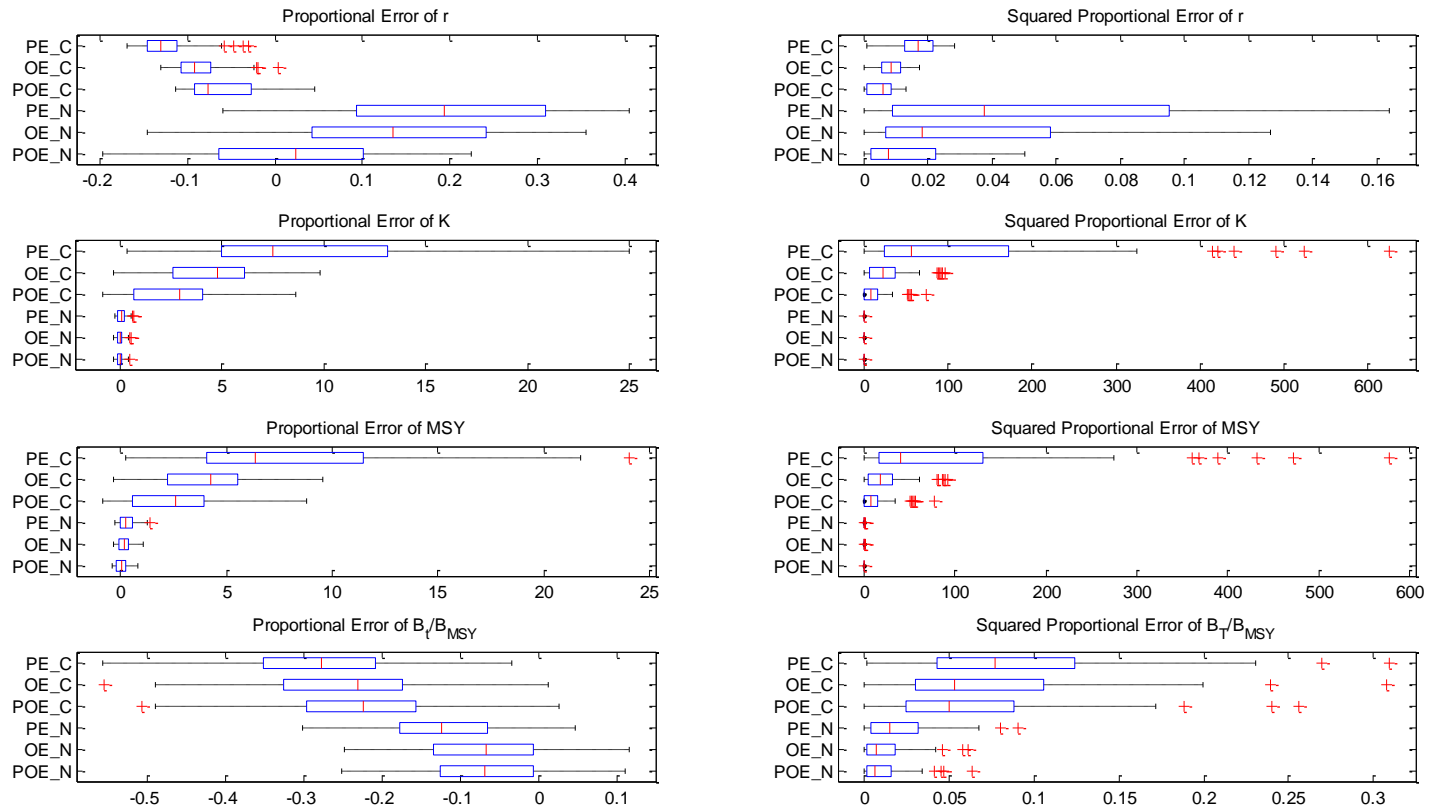 Proportional Error of r
PE_C
OE_C
POE_C
PE_N
OE_N
POE_N
-0.2 -0.1 0 0.1 0.2 0.3 0.4
Squared Proportional Error of r
PE_C
OE_C
POE_C
PE_N
OE_N
POE_N
0 0.02 0.04 0.06 0.08 0.1 0.12 0.14 0.16
Proportional Error of K
PE_C
OE_C
POE_C
PE_N
OE_N
POE_N
0 5 10 15 20 25
Squared Proportional Error of K
PE_C
OE_C
POE_C
PE_N
OE_N
POE_N
0 100 200 300 400 500 600
Proportional Error of MSY
PE_C
OE_C
POE_C
PE_N
OE_N
POE_N
0 5 10 15 20 25
Squared Proportional Error of MSY
PE_C
OE_C
POE_C
PE_N
OE_N
POE_N
0 100 200 300 400 500 600
Proportional Error of B_t/B_MSY
PE_C
OE_C
POE_C
PE_N
OE_N
POE_N
-0.5 -0.4 -0.3 -0.2 -0.1 0 0.1
Squared Proportional Error of B_T/B_MSY
PE_C
OE_C
POE_C
PE_N
OE_N
POE_N
0 0.05 0.1 0.15 0.2 0.25 0.3